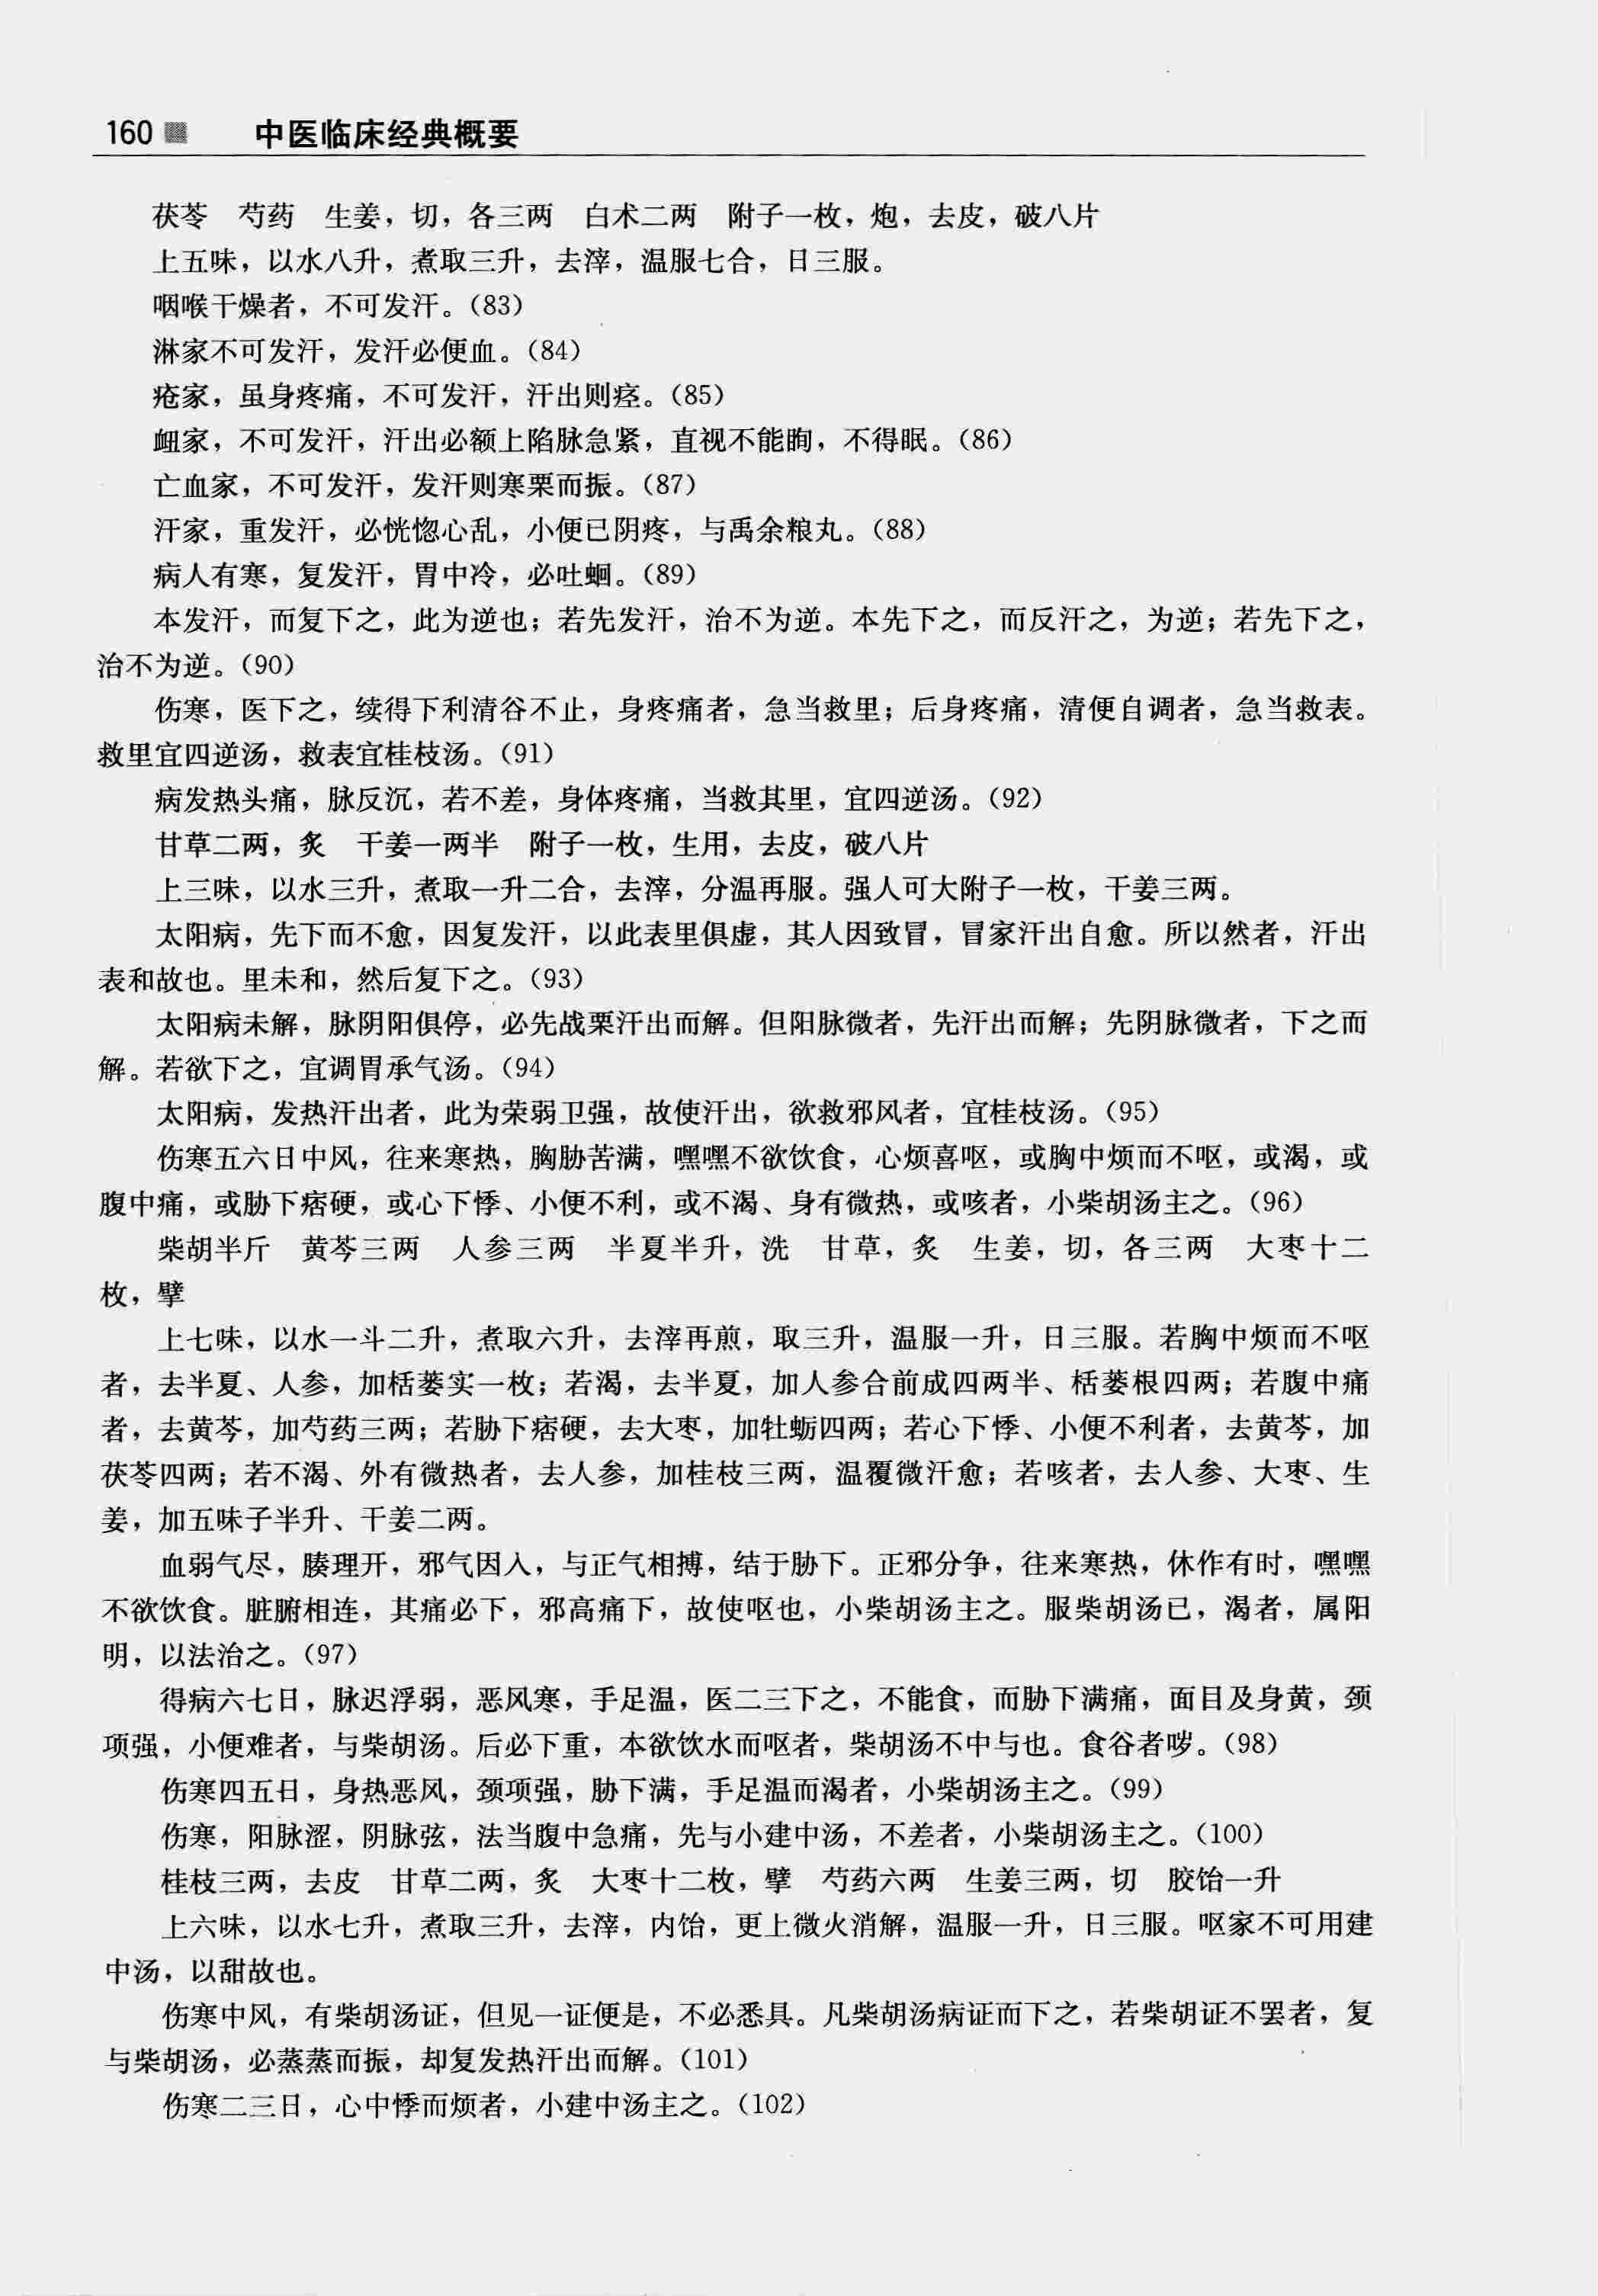 160 中医临床经典概要
茯苓　芍药　生姜，切，各三两　白术二两　附子一枚，炮，去皮，破八片
上五味，以水八升，煮取三升，去滓，温服七合，日三服。
咽喉干燥者，不可发汗。（83）
淋家不可发汗，发汗必便血。（84）
疮家，虽身疼痛，不可发汗，汗出则痉。（85）
衄家，不可发汗，汗出必额上陷脉急紧，直视不能眴，不得眠。（86）
亡血家，不可发汗，发汗则寒栗而振。（87）
汗家，重发汗，必恍惚心乱，小便已阴疼，与禹余粮丸。（88）
病人有寒，复发汗，胃中冷，必吐蛔。（89）
本发汗，而复下之，此为逆也；若先发汗，治不为逆。本先下之，而反汗之，为逆；若先下之，
治不为逆。（90）
伤寒，医下之，续得下利清谷不止，身疼痛者，急当救里；后身疼痛，清便自调者，急当救表。
救里宜四逆汤，救表宜桂枝汤。（91）
病发热头痛，脉反沉，若不差，身体疼痛，当救其里，宜四逆汤。（92）
甘草二两，炙　干姜一两半　附子一枚，生用，去皮，破八片
上三味，以水三升，煮取一升二合，去滓，分温再服。强人可大附子一枚，干姜三两。
太阳病，先下而不愈，因复发汗，以此表里俱虚，其人因致冒，冒家汗出自愈。所以然者，汗出
表和故也。里未和，然后复下之。（93）
太阳病未解，脉阴阳俱停，必先战栗汗出而解。但阳脉微者，先汗出而解；先阴脉微者，下之而
解。若欲下之，宜调胃承气汤。（94）
太阳病，发热汗出者，此为荣弱卫强，故使汗出，欲救邪风者，宜桂枝汤。（95）
伤寒五六日中风，往来寒热，胸胁苦满，嘿嘿不欲饮食，心烦喜呕，或胸中烦而不呕，或渴，或
腹中痛，或胁下痞硬，或心下悸、小便不利，或不渴、身有微热，或咳者，小柴胡汤主之。（96）
柴胡半斤　黄芩三两　人参三两　半夏半升，洗　甘草，炙　生姜，切，各三两　大枣十二
枚，擘
上七味，以水一斗二升，煮取六升，去滓再煎，取三升，温服一升，日三服。若胸中烦而不呕
者，去半夏、人参，加栝蒌实一枚；若渴，去半夏，加人参合前成四两半、栝蒌根四两；若腹中痛
者，去黄芩，加芍药三两；若胁下痞硬，去大枣，加牡蛎四两；若心下悸、小便不利者，去黄芩，加
茯苓四两；若不渴、外有微热者，去人参，加桂枝三两，温覆微汗愈；若咳者，去人参、大枣、生
姜，加五味子半升、干姜二两。
血弱气尽，腠理开，邪气因入，与正气相搏，结于胁下。正邪分争，往来寒热，休作有时，嘿嘿
不欲饮食。脏腑相连，其痛必下，邪高痛下，故使呕也，小柴胡汤主之。服柴胡汤已，渴者，属阳
明，以法治之。（97）
得病六七日，脉迟浮弱，恶风寒，手足温，医二三下之，不能食，而胁下满痛，面目及身黄，颈
项强，小便难者，与柴胡汤。后必下重，本欲饮水而呕者，柴胡汤不中与也。食谷者哕。（98）
伤寒四五日，身热恶风，颈项强，胁下满，手足温而渴者，小柴胡汤主之。（99）
伤寒，阳脉涩，阴脉弦，法当腹中急痛，先与小建中汤，不差者，小柴胡汤主之。（100）
桂枝三两，去皮　甘草二两，炙　大枣十二枚，擘　芍药六两　生姜三两，切　胶饴一升
上六味，以水七升，煮取三升，去滓，内饴，更上微火消解，温服一升，日三服。呕家不可用建
中汤，以甜故也。
伤寒中风，有柴胡汤证，但见一证便是，不必悉具。凡柴胡汤病证而下之，若柴胡证不罢者，复
与柴胡汤，必蒸蒸而振，却复发热汗出而解。（101）
伤寒二三日，心中悸而烦者，小建中汤主之。（102）